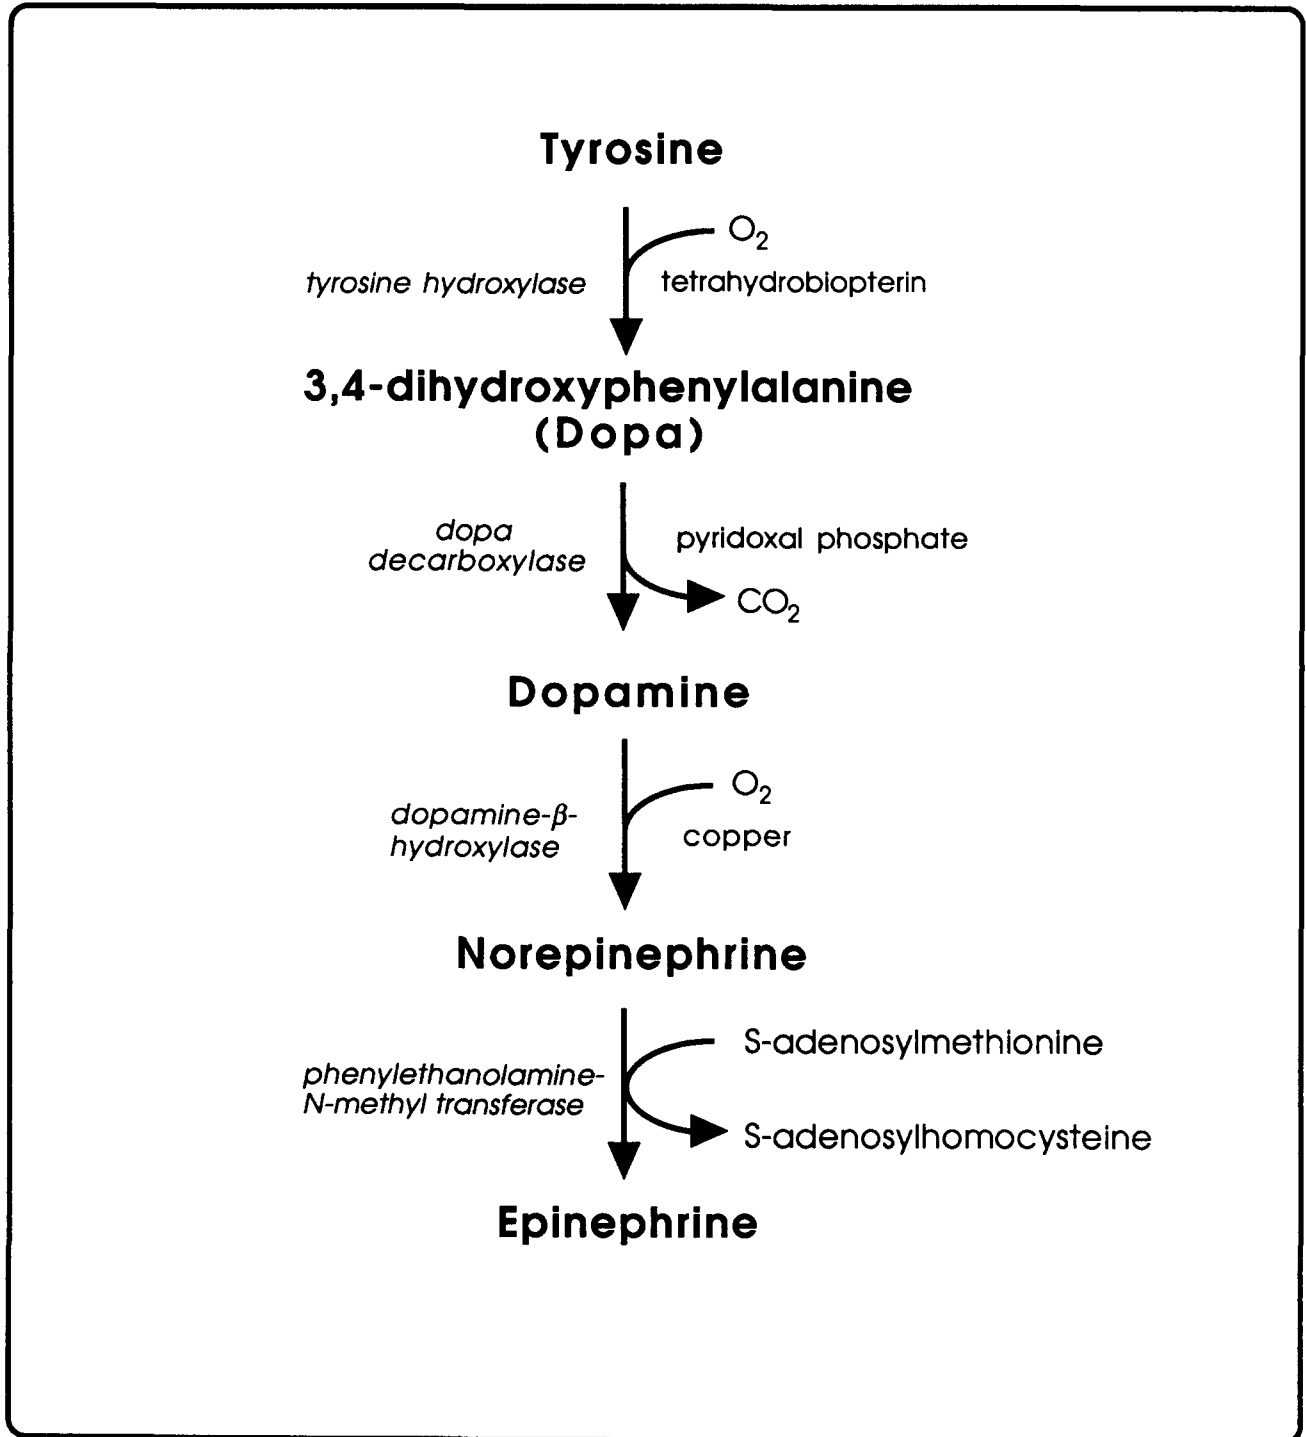 Tyrosine
O₂
tyrosine hydroxylase
tetrahydrobiopterin
3,4-dihydroxyphenylalanine
(Dopa)
dopa
decarboxylase
pyridoxal phosphate
CO₂
Dopamine
O₂
dopamine-β-
hydroxylase
copper
Norepinephrine
S-adenosylmethionine
phenylethanolamine-
N-methyl transferase
S-adenosylhomocysteine
Epinephrine